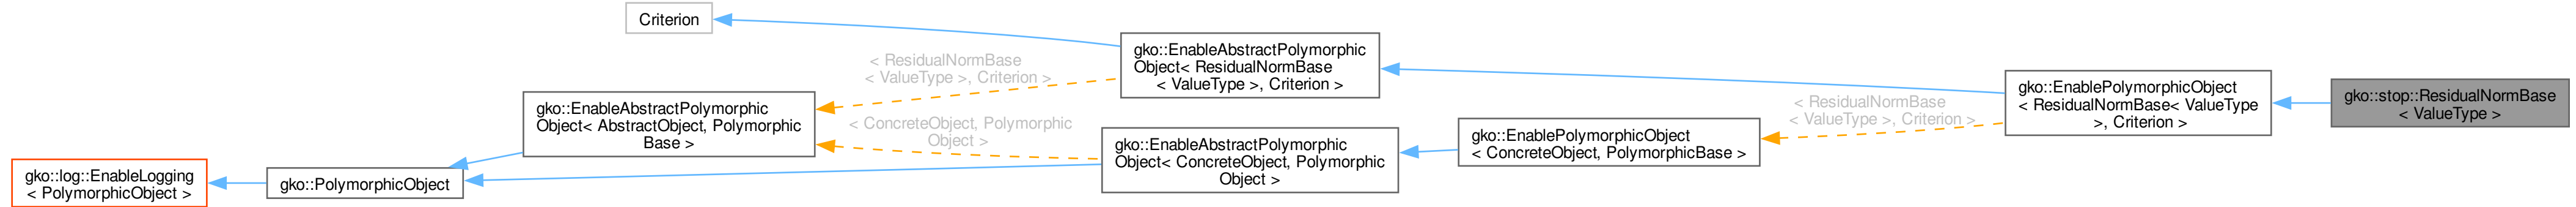 Criterion
gko::EnableAbstractPolymorphic
Object< ResidualNormBase
< ValueType >, Criterion >
< ResidualNormBase
< ValueType >, Criterion >
gko::EnablePolymorphicObject
< ResidualNormBase< ValueType
>, Criterion >
gko::stop::ResidualNormBase
< ValueType >
gko::EnableAbstractPolymorphic
Object< AbstractObject, Polymorphic
Base >
< ConcreteObject, Polymorphic
Object >
< ResidualNormBase
< ValueType >, Criterion >
gko::EnableAbstractPolymorphic
Object< ConcreteObject, Polymorphic
Object >
gko::EnablePolymorphicObject
< ConcreteObject, PolymorphicBase >
gko::log::EnableLogging
< PolymorphicObject >
gko::PolymorphicObject